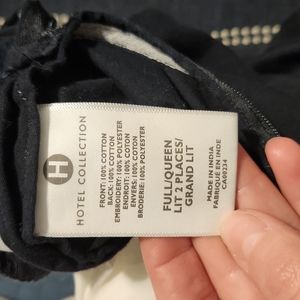 H
HOTEL COLLECTION
FRONT: 100% COTTON
BACK: 100% COTTON
EMBROIDERY: 100% POLYESTER
ENDROIT: 100% COTON
ENVERS: 100% COTON
BRODERIE: 100% POLYESTER
FULL/QUEEN
LIT 2 PLACES/
GRAND LIT
MADE IN INDIA
FABRIQUE EN INDE
CA00234